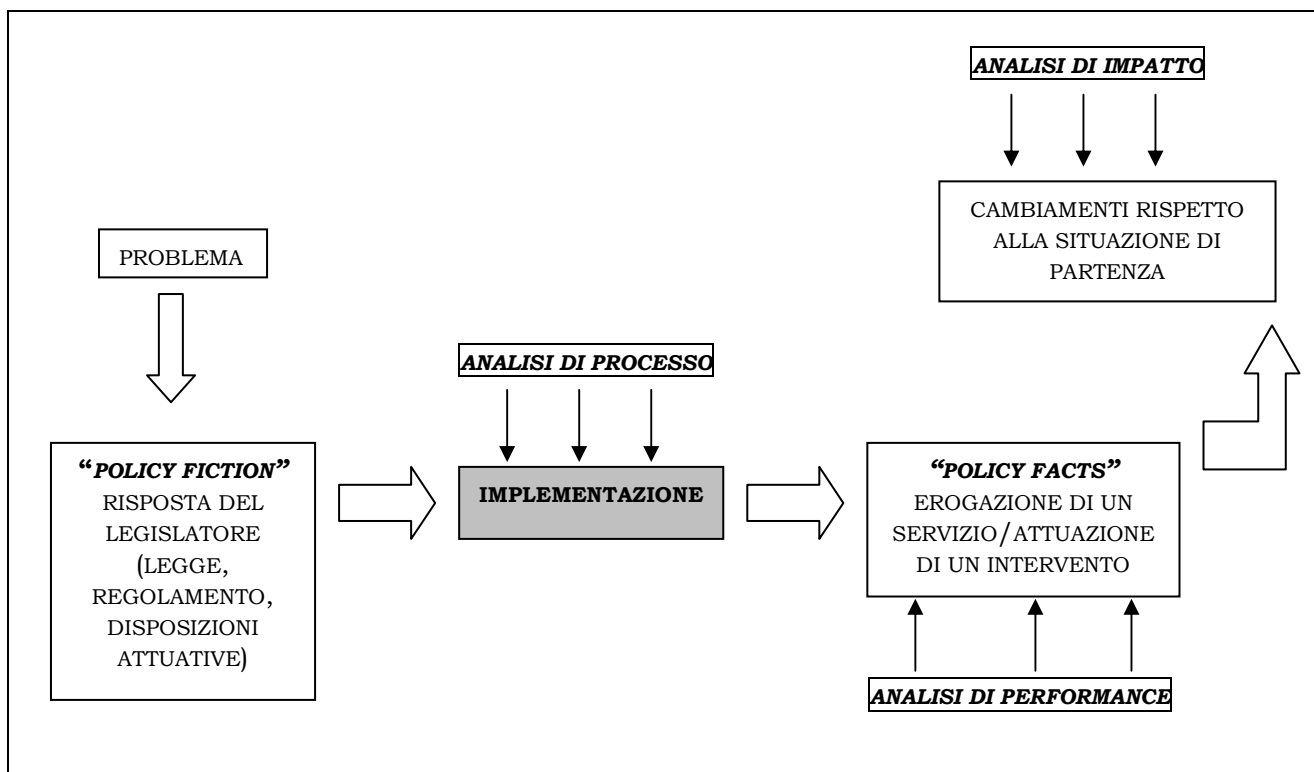 ANALISI DI IMPATTO
CAMBIAMENTI RISPETTO
ALLA SITUAZIONE DI
PARTENZA
PROBLEMA
ANALISI DI PROCESSO
“POLICY FICTION”
RISPOSTA DEL
LEGISLATORE
(LEGGE,
REGOLAMENTO,
DISPOSIZIONI
ATTUATIVE)
IMPLEMENTAZIONE
“POLICY FACTS”
EROGAZIONE DI UN
SERVIZIO/ATTUAZIONE
DI UN INTERVENTO
ANALISI DI PERFORMANCE